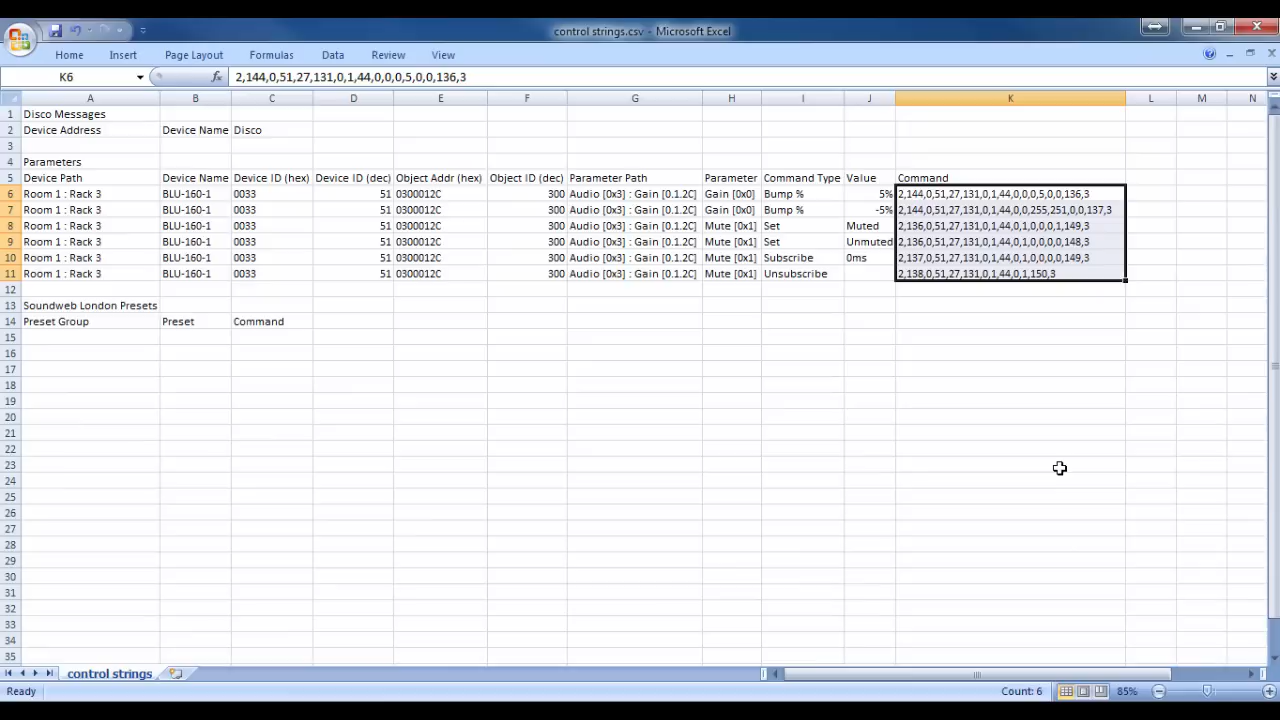 control strings.csv - Microsoft Excel
Home Insert Page Layout Formulas Data Review View
K6 fx 2,144,0,51,27,131,0,1,44,0,0,0,5,0,0,136,3
A B C D E F G H I J K L M N
1 Disco Messages
2 Device Address Device Name Disco
3
4 Parameters
5 Device Path Device Name Device ID (hex) Device ID (dec) Object Addr (hex) Object ID (dec) Parameter Path Parameter Command Type Value Command
6 Room 1 : Rack 3 BLU-160-1 0033 51 0300012C 300 Audio [0x3] : Gain [0.1.2C] Gain [0x0] Bump % 5% 2,144,0,51,27,131,0,1,44,0,0,0,5,0,0,136,3
7 Room 1 : Rack 3 BLU-160-1 0033 51 0300012C 300 Audio [0x3] : Gain [0.1.2C] Gain [0x0] Bump % -5% 2,144,0,51,27,131,0,1,44,0,0,255,251,0,0,137,3
8 Room 1 : Rack 3 BLU-160-1 0033 51 0300012C 300 Audio [0x3] : Gain [0.1.2C] Mute [0x1] Set Muted 2,136,0,51,27,131,0,1,44,0,1,0,0,0,1,149,3
9 Room 1 : Rack 3 BLU-160-1 0033 51 0300012C 300 Audio [0x3] : Gain [0.1.2C] Mute [0x1] Set Unmuted 2,136,0,51,27,131,0,1,44,0,1,0,0,0,0,148,3
10 Room 1 : Rack 3 BLU-160-1 0033 51 0300012C 300 Audio [0x3] : Gain [0.1.2C] Mute [0x1] Subscribe 0ms 2,137,0,51,27,131,0,1,44,0,1,0,0,0,0,149,3
11 Room 1 : Rack 3 BLU-160-1 0033 51 0300012C 300 Audio [0x3] : Gain [0.1.2C] Mute [0x1] Unsubscribe 2,138,0,51,27,131,0,1,44,0,1,150,3
12
13 Soundweb London Presets
14 Preset Group Preset Command
15
16
17
18
19
20
21
22
23
24
25
26
27
28
29
30
31
32
33
34
35
control strings
Ready Count: 6 85%